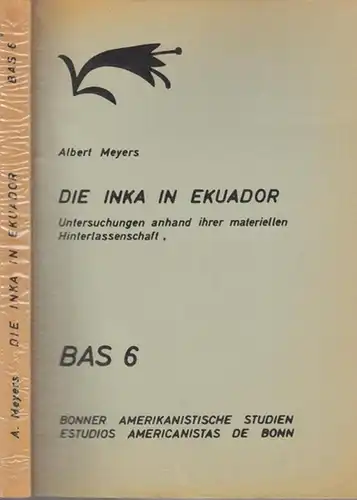 A. Meyers DIE INKA IN EKUADOR BAS 6
Albert Meyers
DIE INKA IN EKUADOR
Untersuchungen anhand ihrer materiellen
Hinterlassenschaft.
BAS 6
BONNER AMERIKANISTISCHE STUDIEN
ESTUDIOS AMERICANISTAS DE BONN